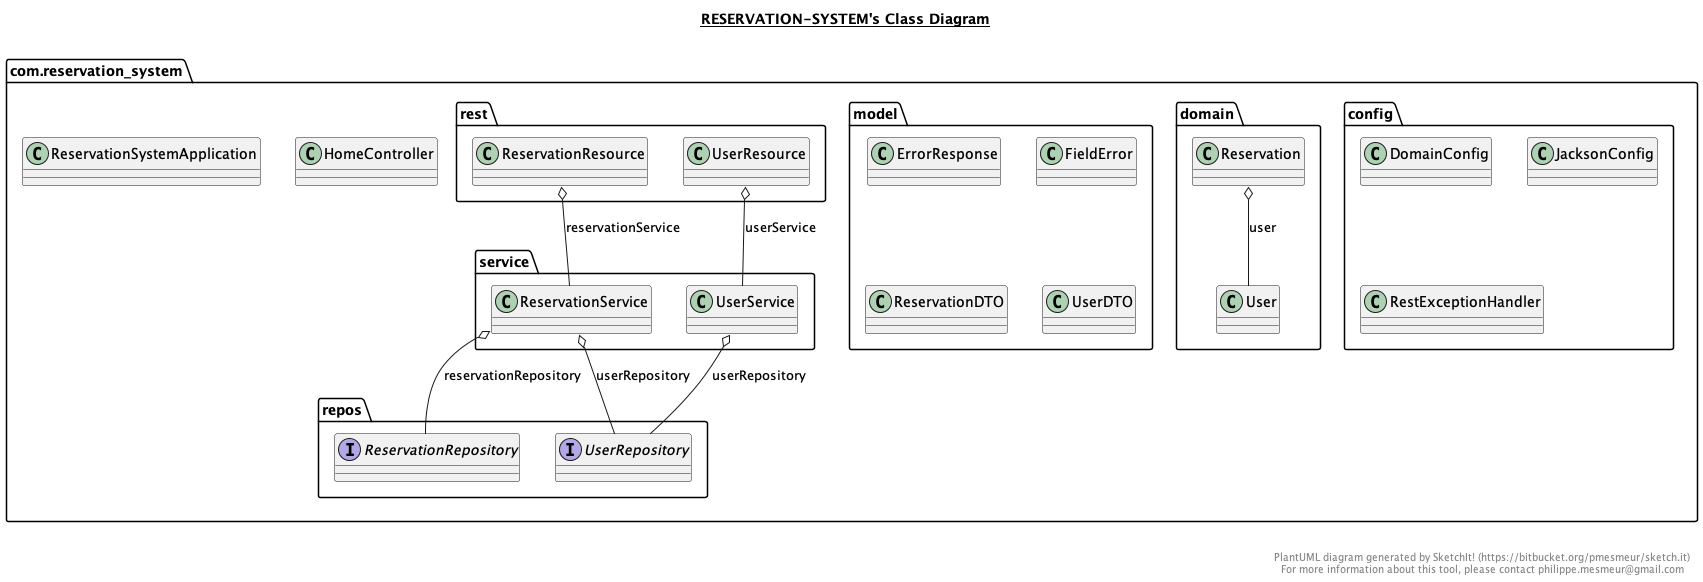 RESERVATION-SYSTEM's Class Diagram
com.reservation_system
rest
model
domain
config
C ReservationSystemApplication
C HomeController
C ReservationResource
C UserResource
C ErrorResponse
C FieldError
C Reservation
C DomainConfig
C JacksonConfig
reservationService
userService
user
service
C ReservationService
C UserService
C ReservationDTO
C UserDTO
C User
C RestExceptionHandler
reservationRepository
userRepository
userRepository
repos
I ReservationRepository
I UserRepository
PlantUML diagram generated by SketchIt! (https://bitbucket.org/pmesmeur/sketch.it)
For more information about this tool, please contact philippe.mesmeur@gmail.com